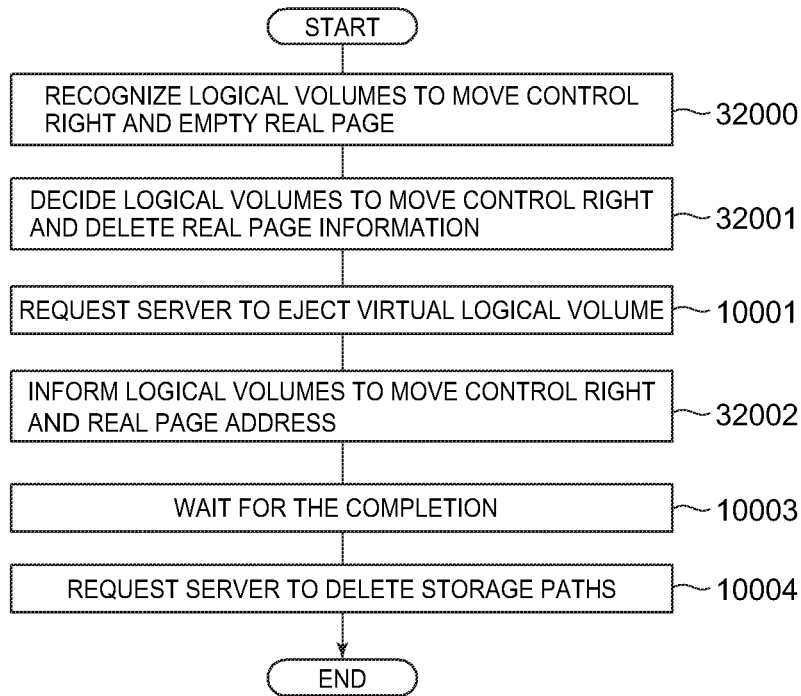 START
RECOGNIZE LOGICAL VOLUMES TO MOVE CONTROL
RIGHT AND EMPTY REAL PAGE
32000
DECIDE LOGICAL VOLUMES TO MOVE CONTROL RIGHT
AND DELETE REAL PAGE INFORMATION
32001
REQUEST SERVER TO EJECT VIRTUAL LOGICAL VOLUME
10001
INFORM LOGICAL VOLUMES TO MOVE CONTROL RIGHT
AND REAL PAGE ADDRESS
32002
WAIT FOR THE COMPLETION
10003
REQUEST SERVER TO DELETE STORAGE PATHS
10004
END